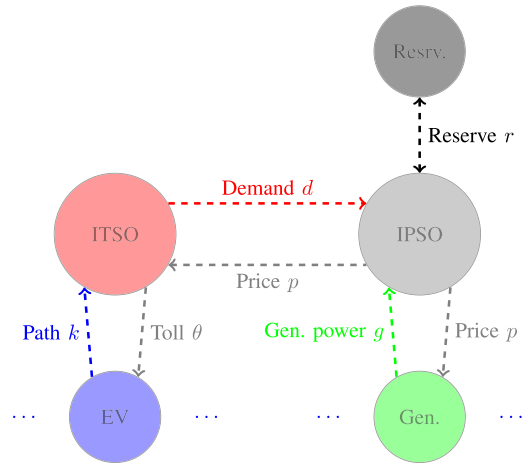 Resrv.
Reserve r
Demand d
ITSO
IPSO
Price p
Path k
Toll θ
Gen. power g
Price p
... EV ... ... Gen. ...